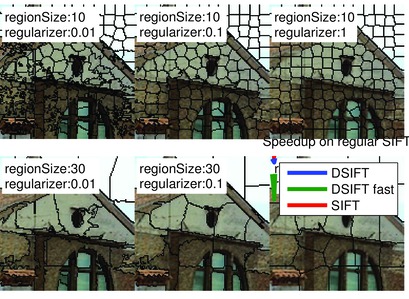 regionSize:10
regularizer:0.01
regionSize:10
regularizer:0.1
regionSize:10
regularizer:1
Speedup on regular SIFT
regionSize:30
regularizer:0.01
regionSize:30
regularizer:0.1
DSIFT
DSIFT fast
SIFT